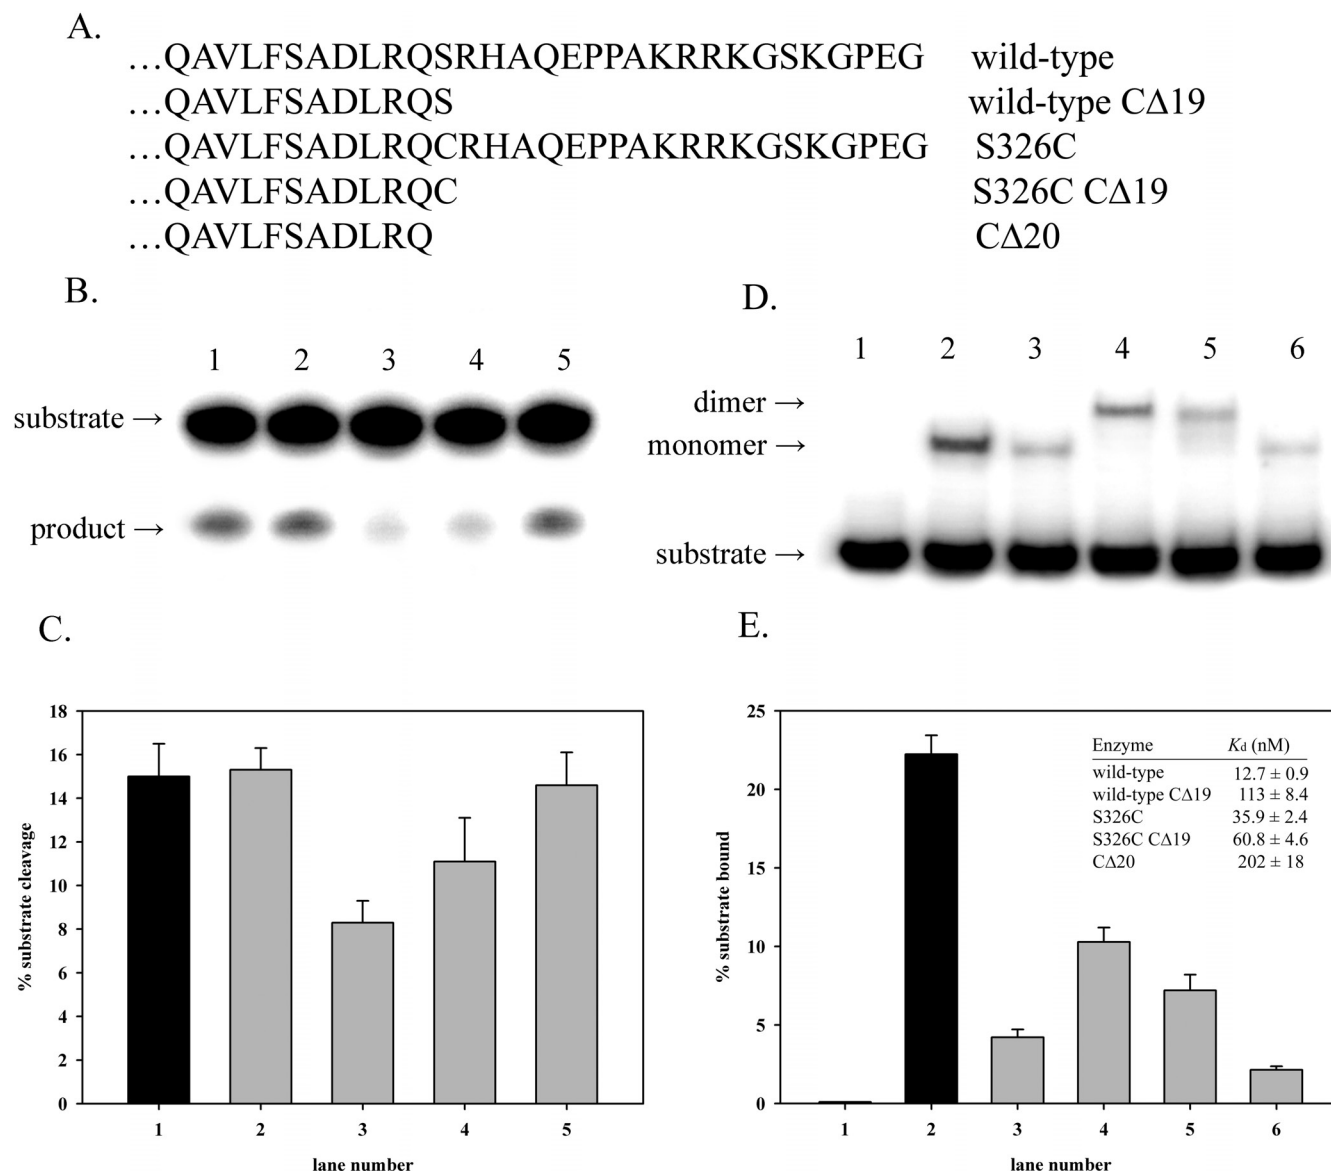 A.
...QAVLFSADLRQSRHAQEPPAKRRKGSKGPEG wild-type
...QAVLFSADLRQS wild-type CΔ19
...QAVLFSADLRQCRHAQEPPAKRRKGSKGPEG S326C
...QAVLFSADLRQC S326C CΔ19
...QAVLFSADLRQ CΔ20
B.
1 2 3 4 5
substrate →
product →
D.
1 2 3 4 5 6
dimer →
monomer →
substrate →
C.
% substrate cleavage
18
16
14
12
10
8
6
4
2
0
1 2 3 4 5
lane number
E.
% substrate bound
25
20
15
10
5
0
Enzyme Kd (nM)
wild-type 12.7 ± 0.9
wild-type CΔ19 113 ± 8.4
S326C 35.9 ± 2.4
S326C CΔ19 60.8 ± 4.6
CΔ20 202 ± 18
1 2 3 4 5 6
lane number